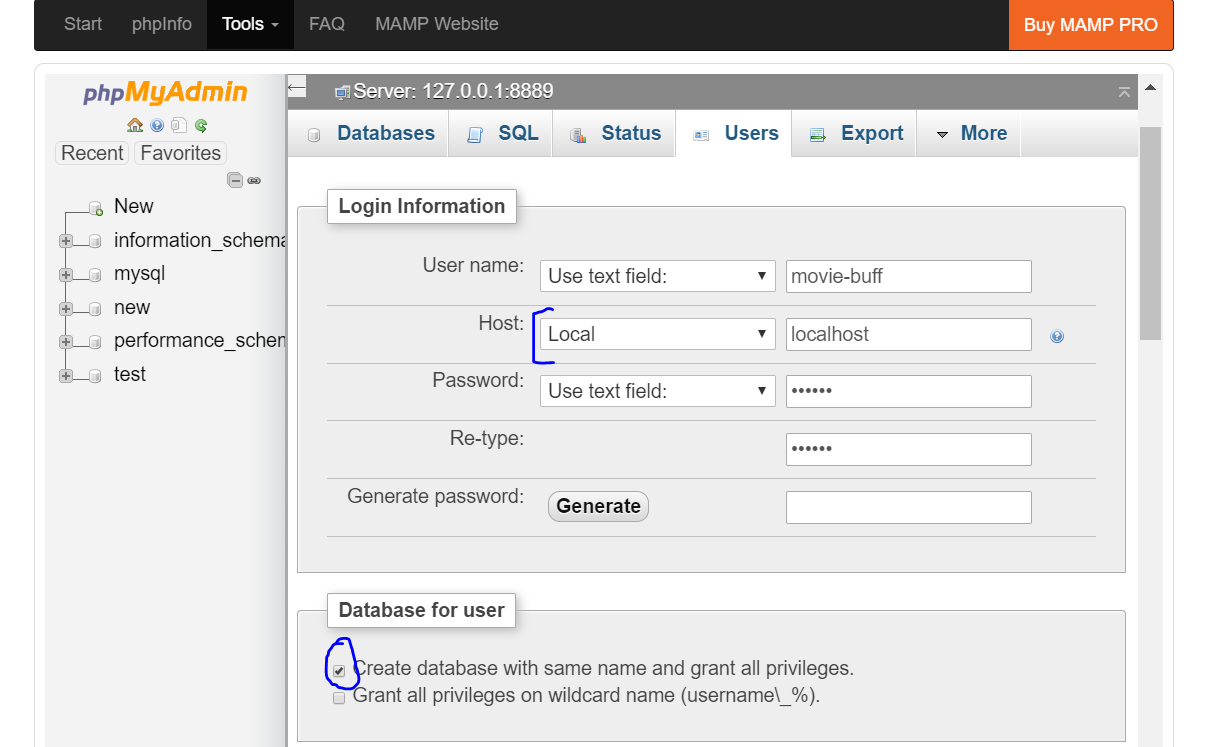 Start phpInfo Tools FAQ MAMP Website Buy MAMP PRO
phpMyAdmin
Recent Favorites
New
information_schema
mysql
new
performance_schem
test
Server: 127.0.0.1:8889
Databases SQL Status Users Export More
Login Information
User name: Use text field: movie-buff
Host: Local localhost
Password: Use text field: ••••••
Re-type: ••••••
Generate password: Generate
Database for user
Create database with same name and grant all privileges.
Grant all privileges on wildcard name (username\_%).